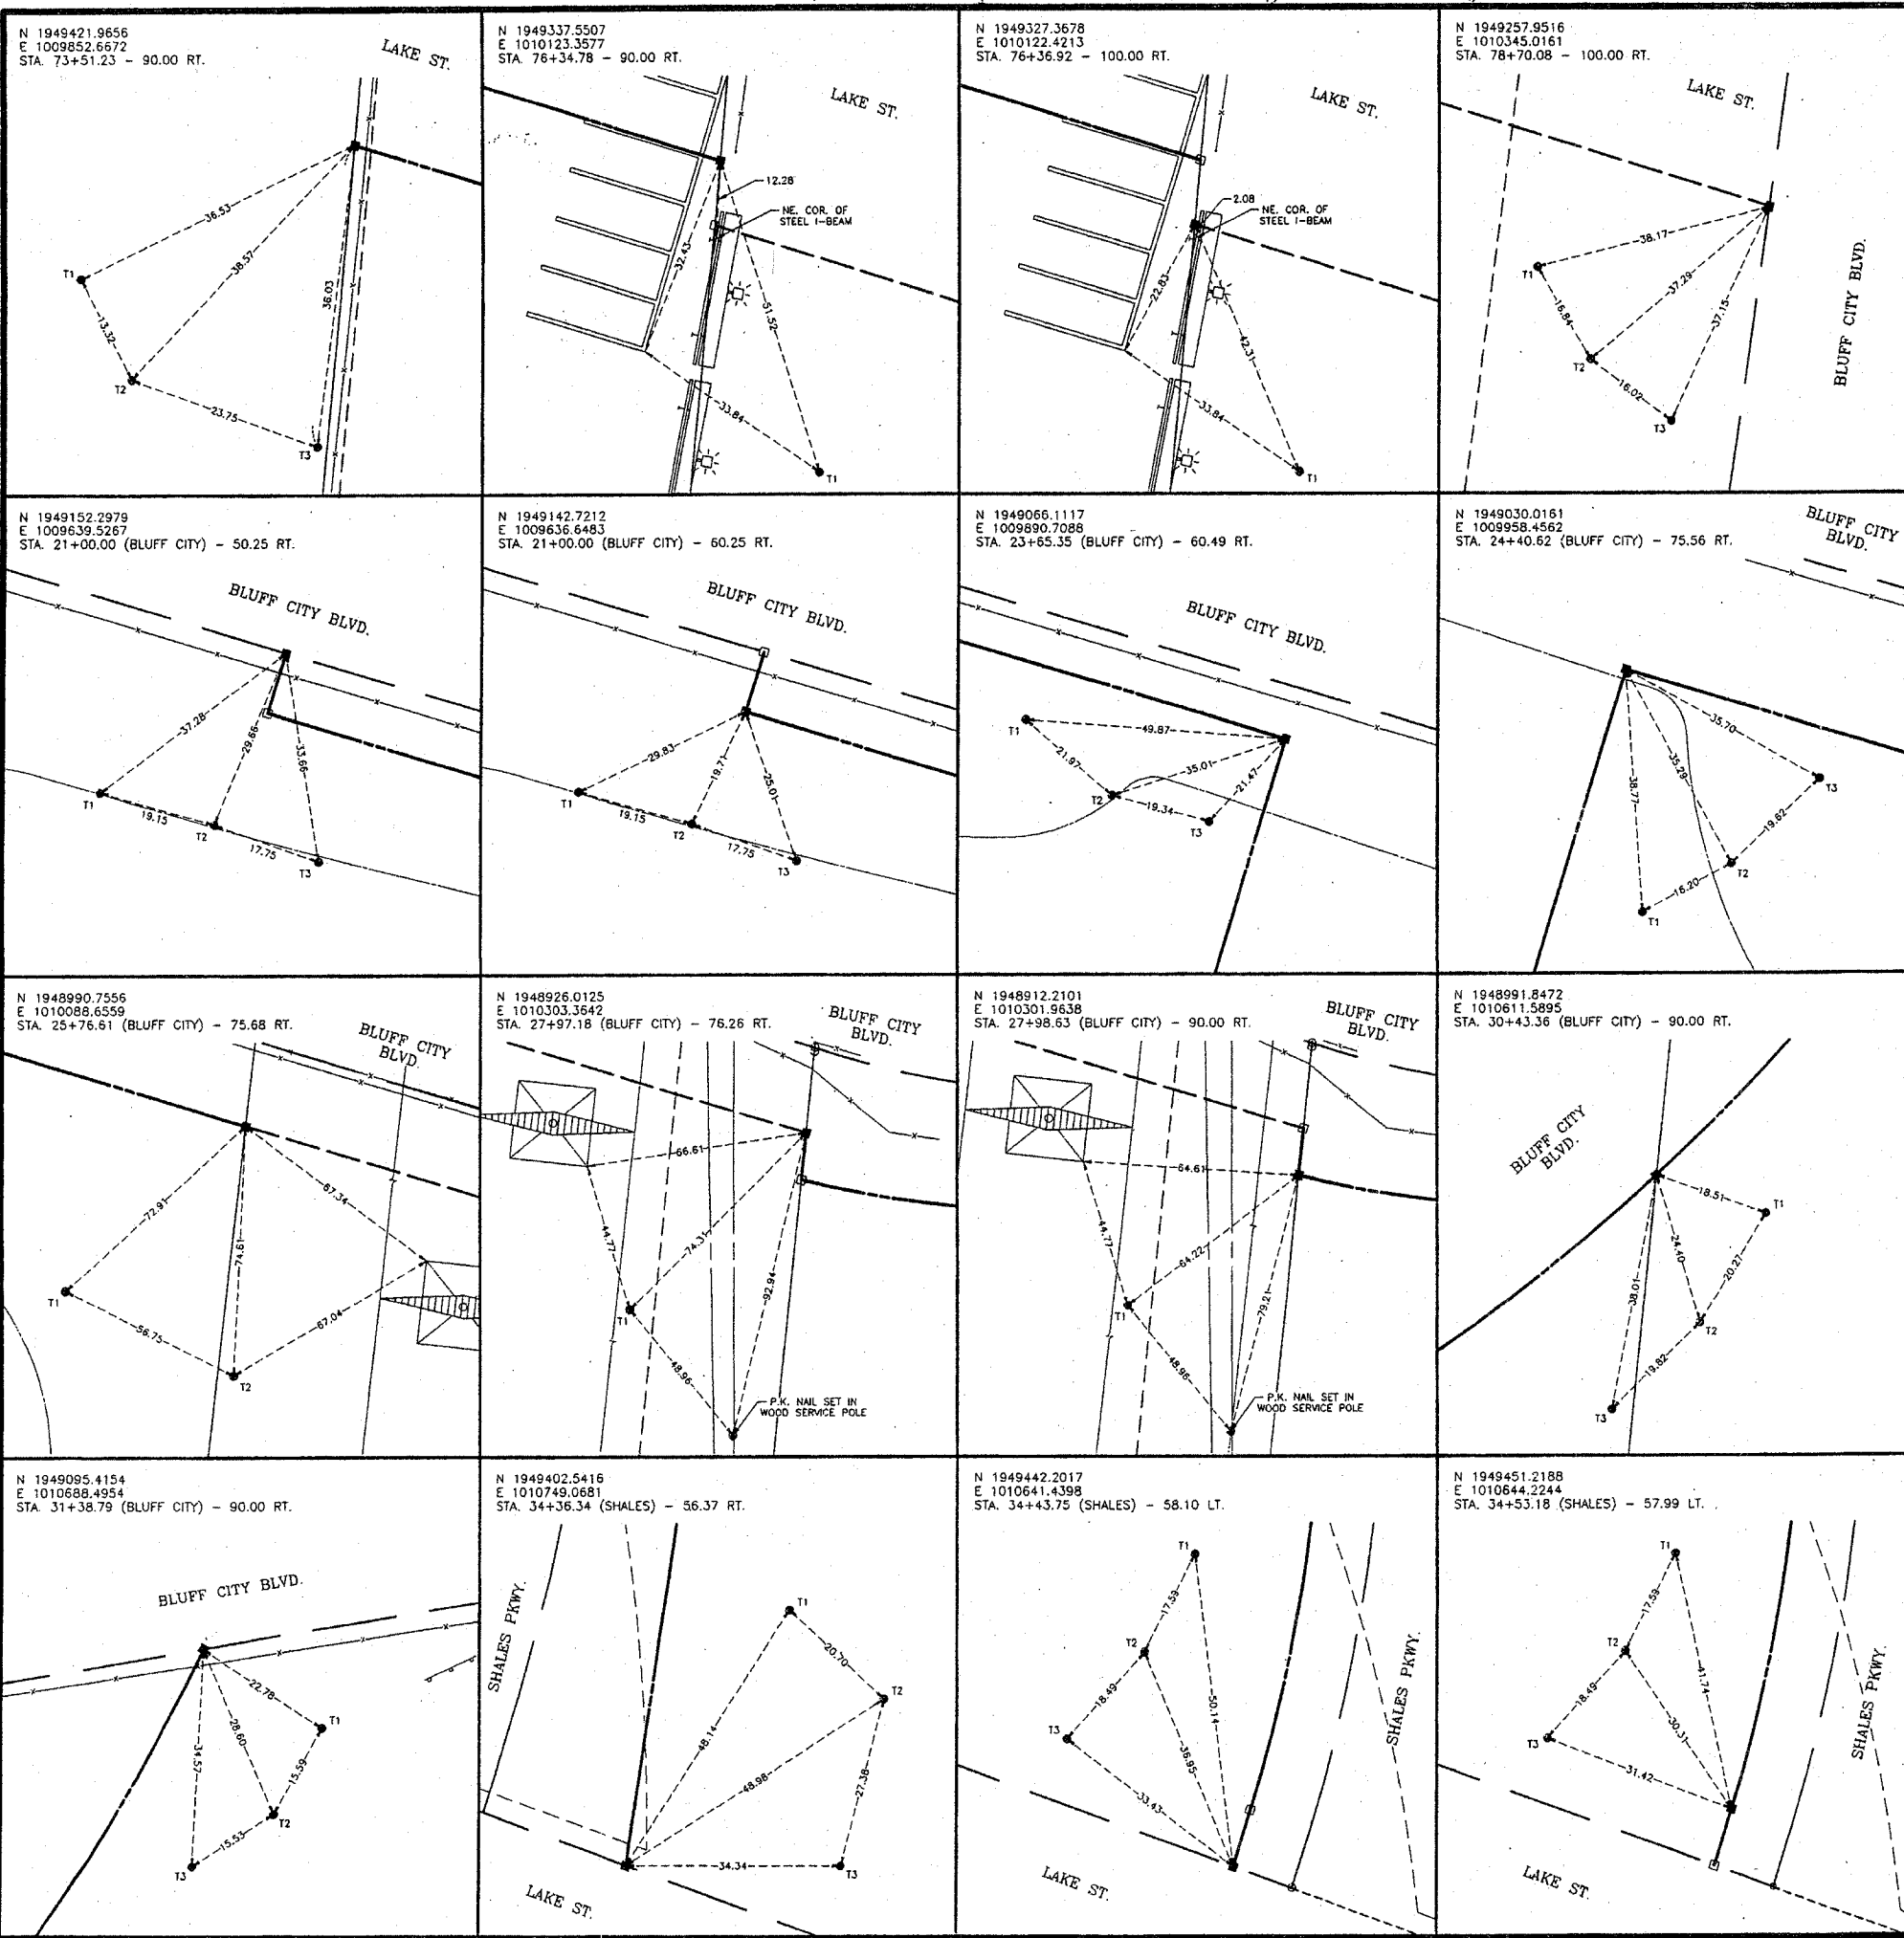 N 1949421.9656
E 1009852.6672
STA. 73+51.23 - 90.00 RT.
LAKE ST.
36.53
38.57
36.03
T1
13.32
T2
23.75
T3
N 1949337.5507
E 1010123.3577
STA. 76+34.78 - 90.00 RT.
LAKE ST.
12.28
NE. COR. OF
STEEL I-BEAM
32.43
51.52
33.84
T1
N 1949327.3678
E 1010122.4213
STA. 76+36.92 - 100.00 RT.
LAKE ST.
2.08
NE. COR. OF
STEEL I-BEAM
22.83
42.31
33.84
T1
N 1949257.9516
E 1010345.0161
STA. 78+70.08 - 100.00 RT.
LAKE ST.
38.17
T1
37.29
37.15
16.84
T2
16.02
T3
BLUFF CITY BLVD.
N 1949152.2979
E 1009639.5267
STA. 21+00.00 (BLUFF CITY) - 50.25 RT.
BLUFF CITY BLVD.
37.28
29.66
33.66
T1
19.15
T2
17.75
T3
N 1949142.7212
E 1009636.6483
STA. 21+00.00 (BLUFF CITY) - 60.25 RT.
BLUFF CITY BLVD.
29.83
19.71
25.01
T1
19.15
T2
17.75
T3
N 1949066.1117
E 1009890.7088
STA. 23+65.35 (BLUFF CITY) - 60.49 RT.
BLUFF CITY BLVD.
T1
49.87
21.97
35.01
21.47
T2
19.34
T3
N 1949030.0161
E 1009958.4562
STA. 24+40.62 (BLUFF CITY) - 75.56 RT.
BLUFF CITY
BLVD.
35.70
35.29
38.77
T3
19.82
T2
16.20
T1
N 1948990.7556
E 1010088.6559
STA. 25+76.61 (BLUFF CITY) - 75.68 RT.
BLUFF CITY
BLVD.
72.91
67.34
74.61
T1
56.75
67.04
T2
N 1948926.0125
E 1010303.3642
STA. 27+97.18 (BLUFF CITY) - 76.26 RT.
BLUFF CITY
BLVD.
66.61
44.77
74.31
92.94
T1
48.96
P.K. NAIL SET IN
WOOD SERVICE POLE
N 1948912.2101
E 1010301.9638
STA. 27+98.63 (BLUFF CITY) - 90.00 RT.
BLUFF CITY
BLVD.
64.61
44.77
64.22
79.21
T1
48.96
P.K. NAIL SET IN
WOOD SERVICE POLE
N 1948991.8472
E 1010611.5895
STA. 30+43.36 (BLUFF CITY) - 90.00 RT.
BLUFF CITY
BLVD.
18.51
T1
24.40
20.27
38.01
T2
19.82
T3
N 1949095.4154
E 1010688.4954
STA. 31+38.79 (BLUFF CITY) - 90.00 RT.
BLUFF CITY BLVD.
22.78
T1
28.60
34.57
15.59
T2
15.53
T3
N 1949402.5416
E 1010749.0681
STA. 34+36.34 (SHALES) - 56.37 RT.
SHALES PKWY.
T1
20.70
T2
48.14
48.98
27.38
34.34
T3
LAKE ST.
N 1949442.2017
E 1010641.4398
STA. 34+43.75 (SHALES) - 58.10 LT.
T1
17.59
T2
50.14
18.49
36.95
T3
33.43
SHALES PKWY.
LAKE ST.
N 1949451.2188
E 1010644.2244
STA. 34+53.18 (SHALES) - 57.99 LT.
T1
17.59
T2
41.74
18.49
30.31
T3
31.42
SHALES PKWY.
LAKE ST.